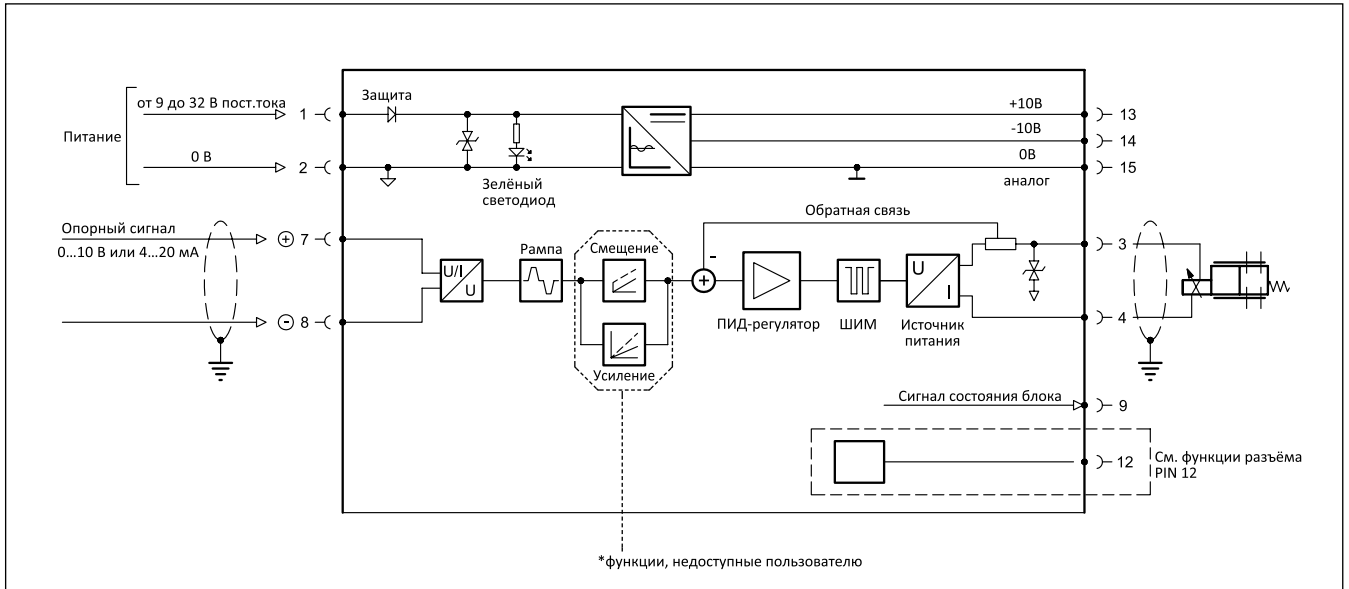 Питание
от 9 до 32 В пост.тока
1
0 В
2
Защита
Зелёный
светодиод
+10В
13
-10В
14
0В
15
аналог
Опорный сигнал
0...10 В или 4...20 мА
+ 7
- 8
U/I
U
Рампа
Смещение
Усиление
Обратная связь
-
+
ПИД-регулятор
ШИМ
U
I
Источник
питания
3
4
Сигнал состояния блока
9
12
См. функции разъёма
PIN 12
*функции, недоступные пользователю